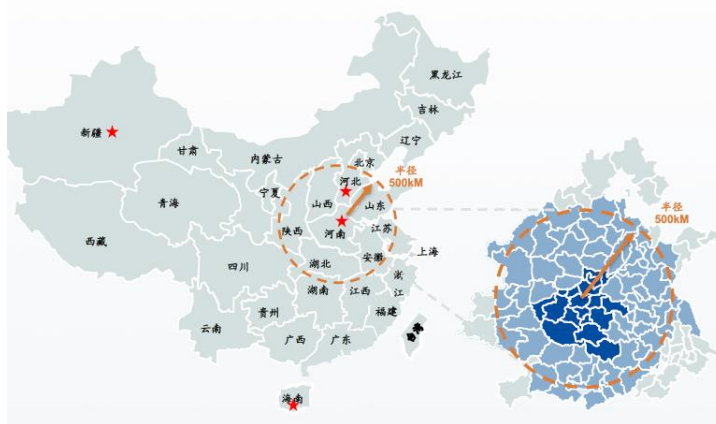 黑龙江
吉林
辽宁
新疆
甘肃
内蒙古
北京
半径
500kM
河北
宁夏
山西
山东
青海
陕西
河南
江苏
西藏
四川
湖北
安徽
上海
浙
江
湖南
江西
贵州
福建
云南
广西
广东
台湾
海南
半径
500kM